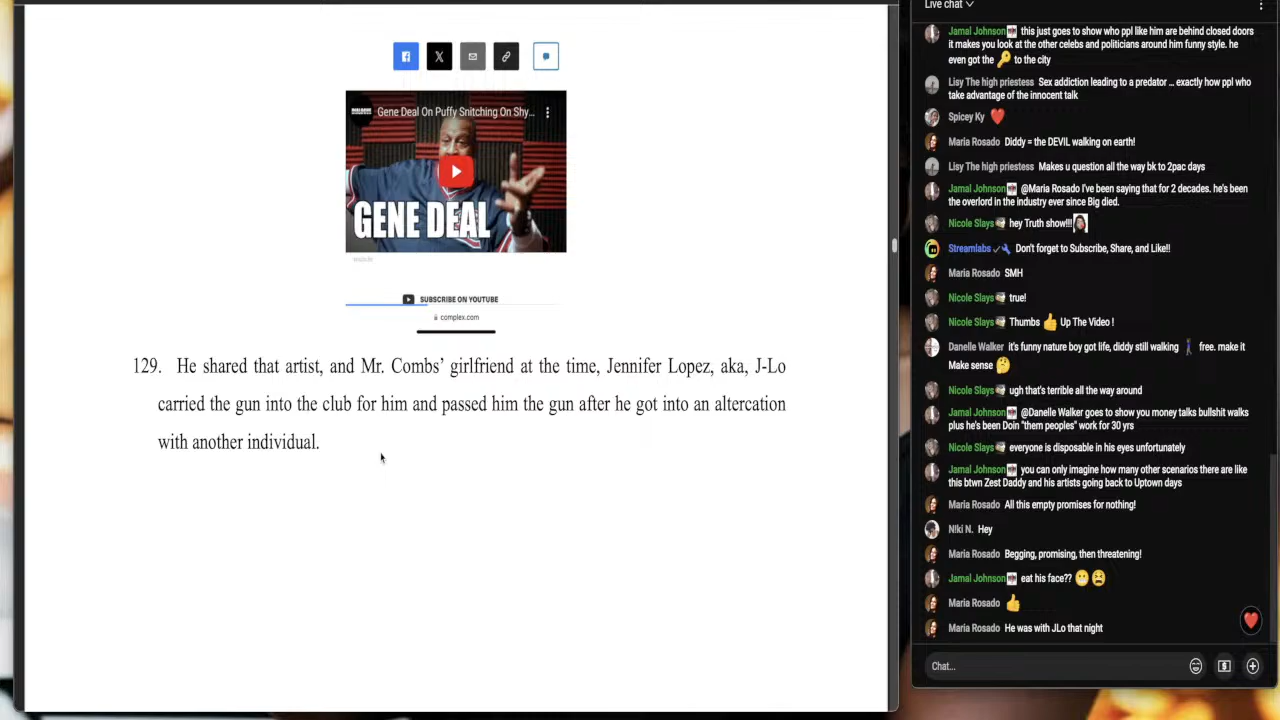 Gene Deal On Puffy Snitching On Shy...
GENE DEAL
SUBSCRIBE ON YOUTUBE
complex.com
129. He shared that artist, and Mr. Combs’ girlfriend at the time, Jennifer Lopez, aka, J-Lo
carried the gun into the club for him and passed him the gun after he got into an altercation
with another individual.
Live chat
Jamal Johnson this just goes to show who ppl like him are behind closed doors
it makes you look at the other celebs and politicians around him funny style. he
even got the 🔑 to the city
Lisy The high priestess Sex addiction leading to a predator ... exactly how ppl who
take advantage of the innocent talk
Spicey Ky ❤️
Maria Rosado Diddy = the DEVIL walking on earth!
Lisy The high priestess Makes u question all the way bk to 2pac days
Jamal Johnson @Maria Rosado I've been saying that for 2 decades. he's been
the overlord in the industry ever since Big died.
Nicole Slays hey Truth show!!!
Streamlabs Don't forget to Subscribe, Share, and Like!!
Maria Rosado SMH
Nicole Slays true!
Nicole Slays Thumbs 👍 Up The Video !
Danelle Walker it's funny nature boy got life, diddy still walking 🚶 free. make it
Make sense 🤔
Nicole Slays ugh that's terrible all the way around
Jamal Johnson @Danelle Walker goes to show you money talks bullshit walks
plus he's been Doin "them peoples" work for 30 yrs
Nicole Slays everyone is disposable in his eyes unfortunately
Jamal Johnson you can only imagine how many other scenarios there are like
this btwn Zest Daddy and his artists going back to Uptown days
Maria Rosado All this empty promises for nothing!
N!ki N. Hey
Maria Rosado Begging, promising, then threatening!
Jamal Johnson eat his face?? 😬😫
Maria Rosado 👍
Maria Rosado He was with JLo that night
Chat...